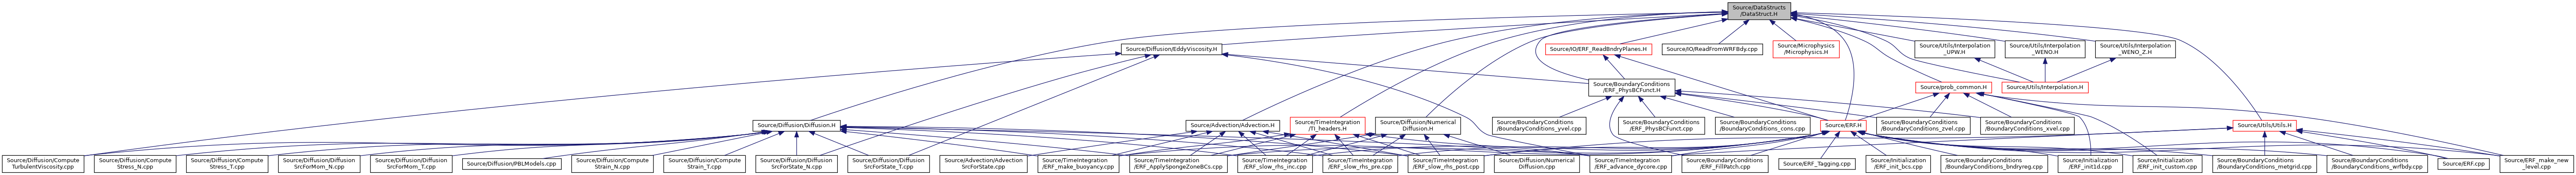 Source/DataStructs
/DataStruct.H
Source/Diffusion/EddyViscosity.H
Source/IO/ERF_ReadBndryPlanes.H
Source/IO/ReadFromWRFBdy.cpp
Source/Microphysics
/Microphysics.H
Source/Utils/Interpolation
_UPW.H
Source/Utils/Interpolation
_WENO.H
Source/Utils/Interpolation
_WENO_Z.H
Source/BoundaryConditions
/ERF_PhysBCFunct.H
Source/prob_common.H
Source/Utils/Interpolation.H
Source/Diffusion/Diffusion.H
Source/Advection/Advection.H
Source/TimeIntegration
/TI_headers.H
Source/Diffusion/Numerical
Diffusion.H
Source/BoundaryConditions
/BoundaryConditions_yvel.cpp
Source/BoundaryConditions
/ERF_PhysBCFunct.cpp
Source/BoundaryConditions
/BoundaryConditions_cons.cpp
Source/ERF.H
Source/BoundaryConditions
/BoundaryConditions_zvel.cpp
Source/BoundaryConditions
/BoundaryConditions_xvel.cpp
Source/Utils/Utils.H
Source/Diffusion/Compute
TurbulentViscosity.cpp
Source/Diffusion/Compute
Stress_N.cpp
Source/Diffusion/Compute
Stress_T.cpp
Source/Diffusion/Diffusion
SrcForMom_N.cpp
Source/Diffusion/Diffusion
SrcForMom_T.cpp
Source/Diffusion/PBLModels.cpp
Source/Diffusion/Compute
Strain_N.cpp
Source/Diffusion/Compute
Strain_T.cpp
Source/Diffusion/Diffusion
SrcForState_N.cpp
Source/Diffusion/Diffusion
SrcForState_T.cpp
Source/Advection/Advection
SrcForState.cpp
Source/TimeIntegration
/ERF_make_buoyancy.cpp
Source/TimeIntegration
/ERF_ApplySpongeZoneBCs.cpp
Source/TimeIntegration
/ERF_slow_rhs_inc.cpp
Source/TimeIntegration
/ERF_slow_rhs_pre.cpp
Source/TimeIntegration
/ERF_slow_rhs_post.cpp
Source/Diffusion/Numerical
Diffusion.cpp
Source/TimeIntegration
/ERF_advance_dycore.cpp
Source/BoundaryConditions
/ERF_FillPatch.cpp
Source/ERF_Tagging.cpp
Source/Initialization
/ERF_init_bcs.cpp
Source/BoundaryConditions
/BoundaryConditions_bndryreg.cpp
Source/Initialization
/ERF_init1d.cpp
Source/Initialization
/ERF_init_custom.cpp
Source/BoundaryConditions
/BoundaryConditions_metgrid.cpp
Source/BoundaryConditions
/BoundaryConditions_wrfbdy.cpp
Source/ERF.cpp
Source/ERF_make_new
_level.cpp